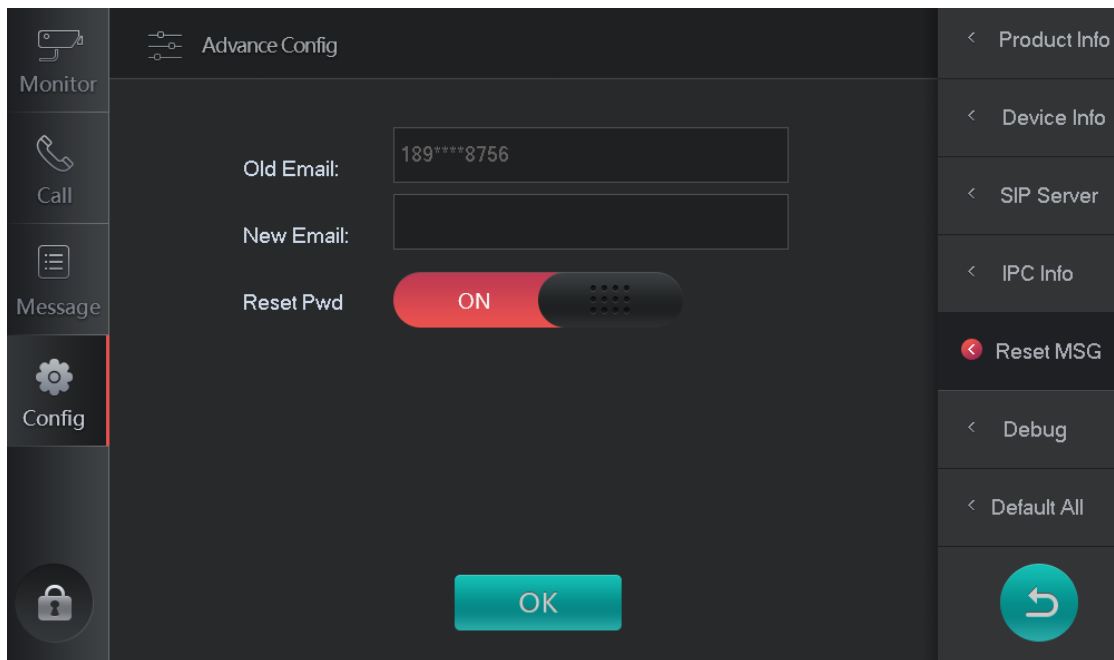 Monitor
Call
Message
Config
Advance Config
Old Email:
189****8756
New Email:
Reset Pwd
ON
OK
Product Info
Device Info
SIP Server
IPC Info
Reset MSG
Debug
Default All